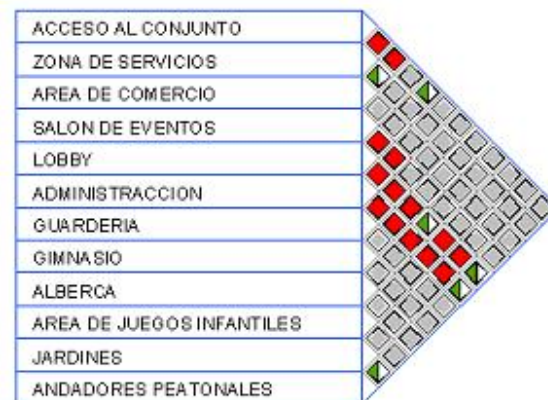 ACCESO AL CONJUNTO
ZONA DE SERVICIOS
AREA DE COMERCIO
SALON DE EVENTOS
LOBBY
ADMINISTRACCION
GUARDERIA
GIMNASIO
ALBERCA
AREA DE JUEGOS INFANTILES
JARDINES
ANDADORES PEATONALES